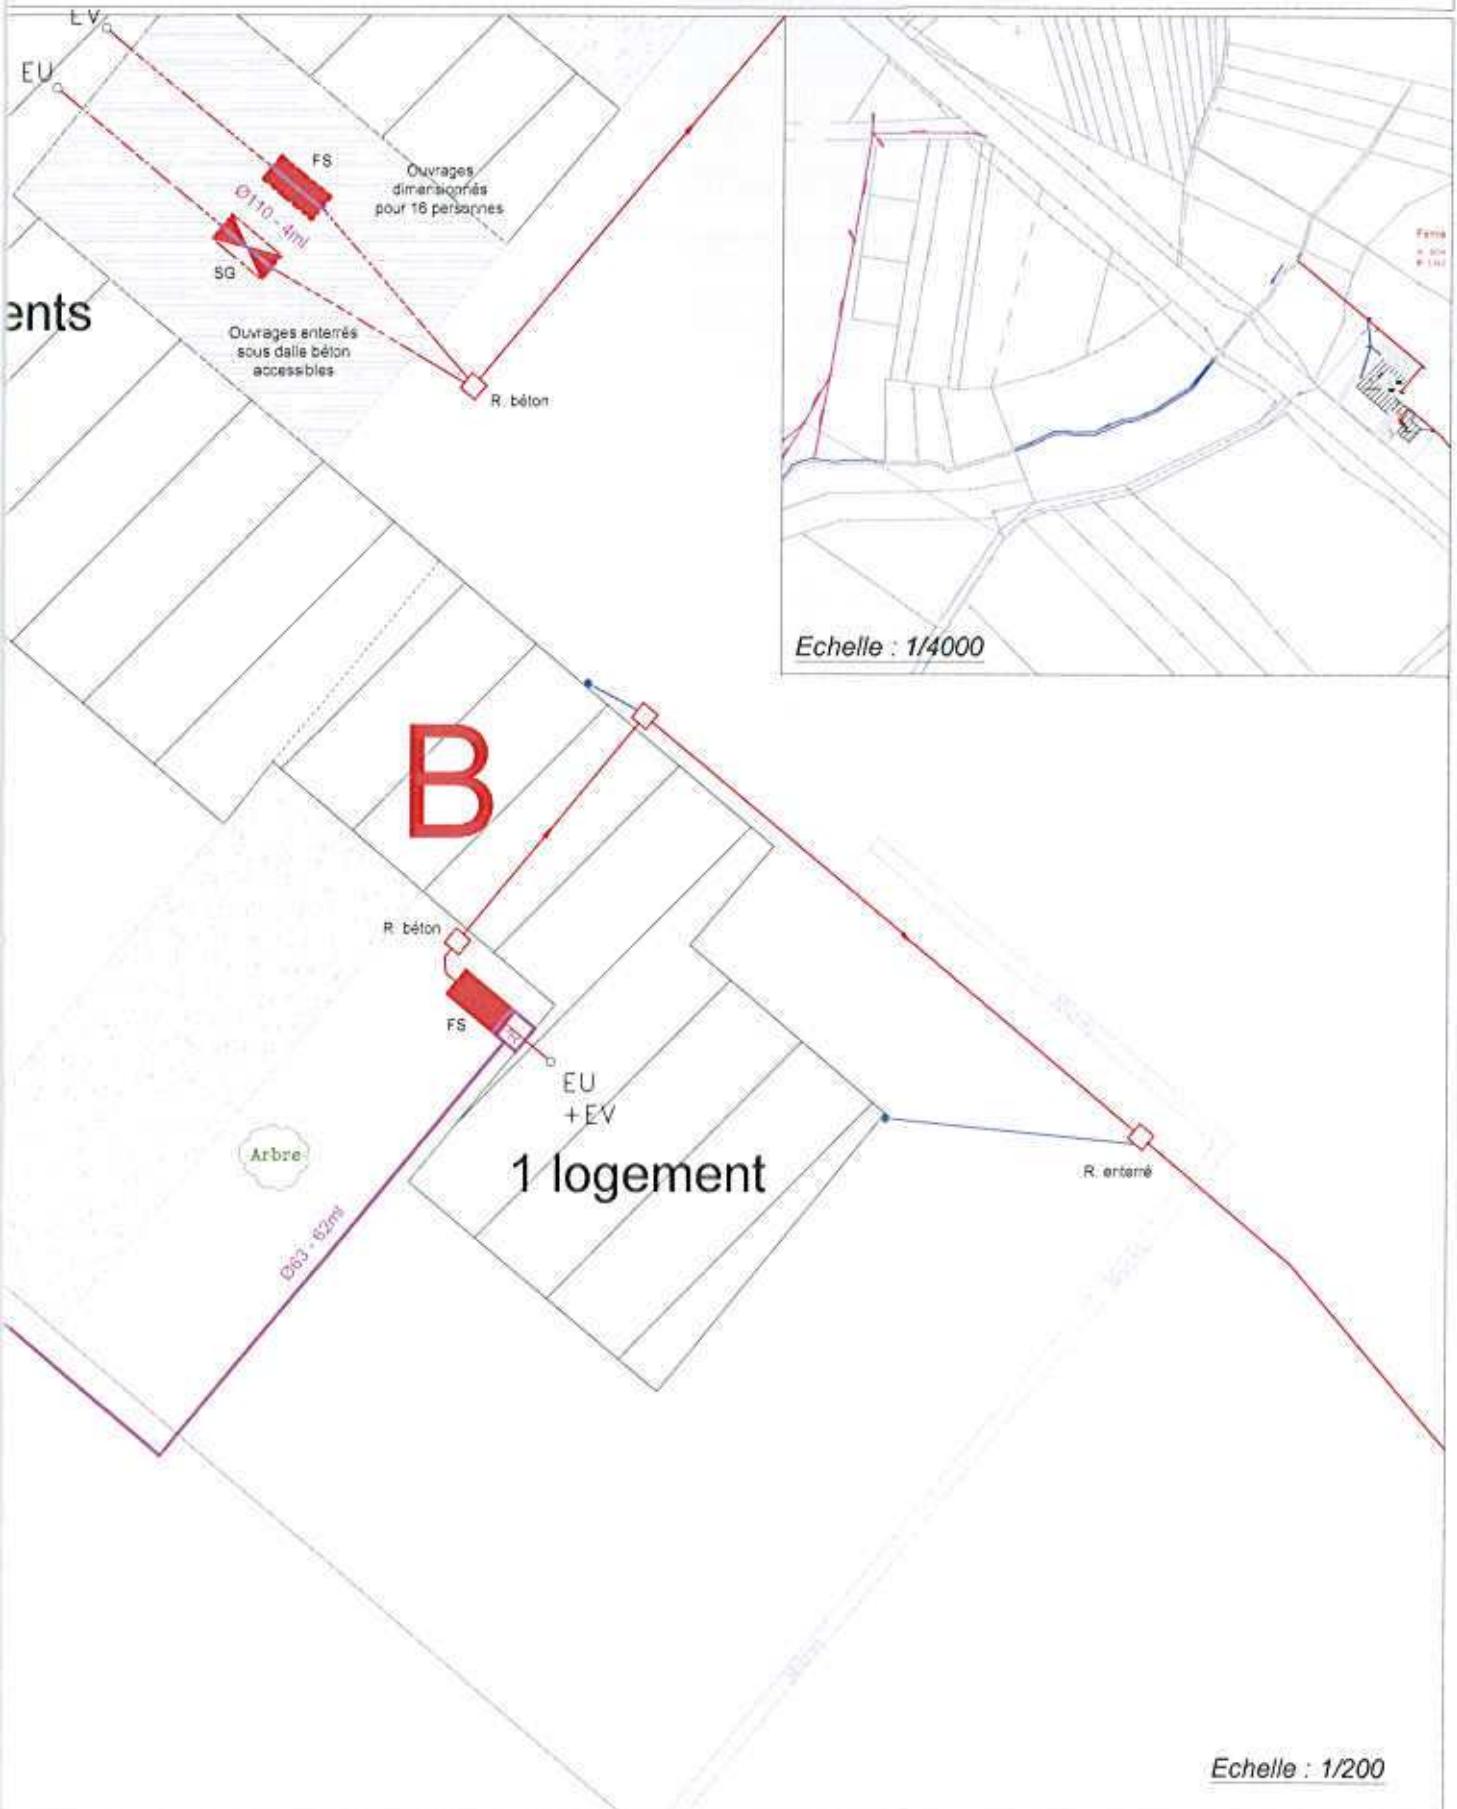 EV
EU
FS
Ø110 - 4ml
SG
Ouvrages
dimensionnés
pour 16 personnes
ents
Ouvrages enterrés
sous dalle béton
accessibles
R. béton
Echelle : 1/4000
B
R. béton
FS
R
EU
+EV
1 logement
Arbre
Ø63 - 62ml
R. enterré
Echelle : 1/200